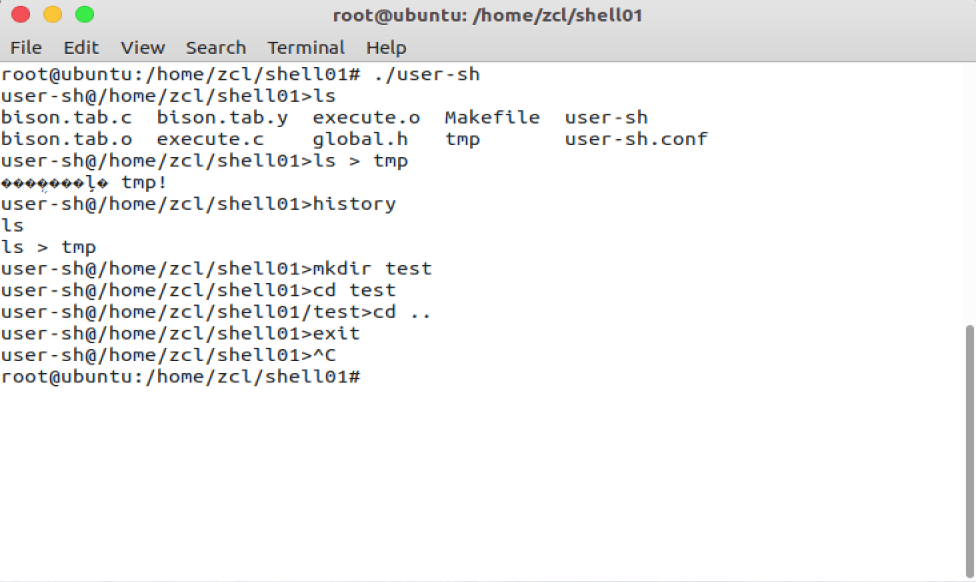 root@ubuntu: /home/zcl/shell01
File Edit View Search Terminal Help
root@ubuntu:/home/zcl/shell01# ./user-sh
user-sh@/home/zcl/shell01>ls
bison.tab.c  bison.tab.y  execute.o  Makefile  user-sh
bison.tab.o  execute.c    global.h   tmp       user-sh.conf
user-sh@/home/zcl/shell01>ls > tmp
tmp!
user-sh@/home/zcl/shell01>history
ls
ls > tmp
user-sh@/home/zcl/shell01>mkdir test
user-sh@/home/zcl/shell01>cd test
user-sh@/home/zcl/shell01/test>cd ..
user-sh@/home/zcl/shell01>exit
user-sh@/home/zcl/shell01>^C
root@ubuntu:/home/zcl/shell01#